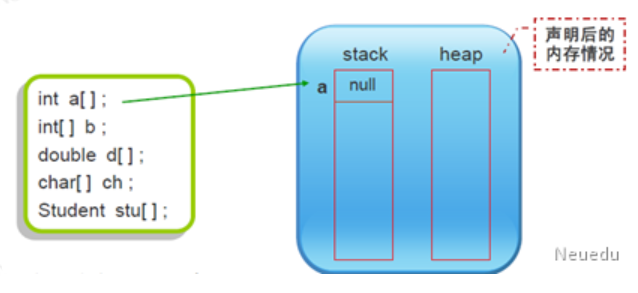 int a[] ;
int[] b ;
double d[] ;
char[] ch ;
Student stu[] ;
stack
heap
a
null
声明后的
内存情况
Neuedu